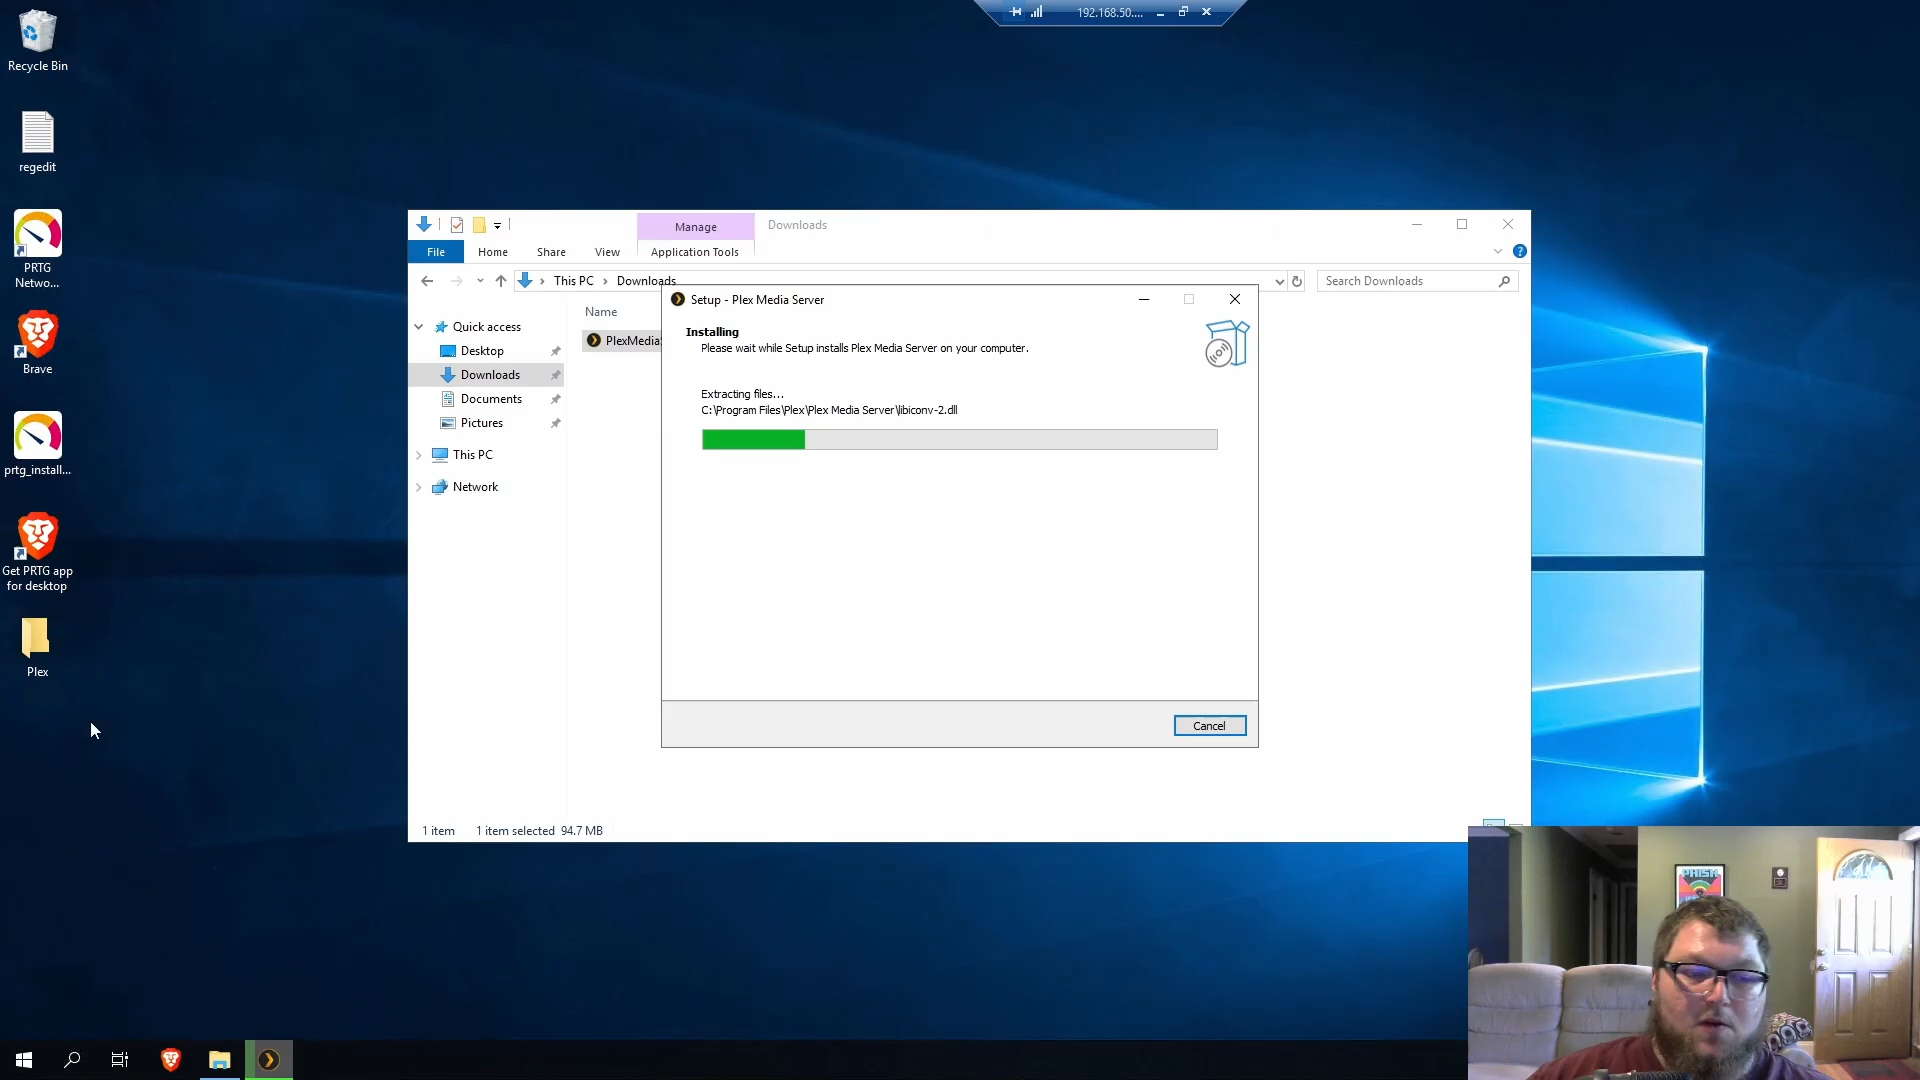 192.168.50....
Recycle Bin
regedit
PRTG
Netwo...
Brave
prtg_install...
Get PRTG app
for desktop
Plex
Manage
Downloads
File
Home
Share
View
Application Tools
This PC
Downloads
Search Downloads
Quick access
Desktop
Downloads
Documents
Pictures
This PC
Network
Name
PlexMedia
Setup - Plex Media Server
Installing
Please wait while Setup installs Plex Media Server on your computer.
Extracting files...
C:\Program Files\Plex\Plex Media Server\libiconv-2.dll
Cancel
1 item
1 item selected 94.7 MB
PHISH